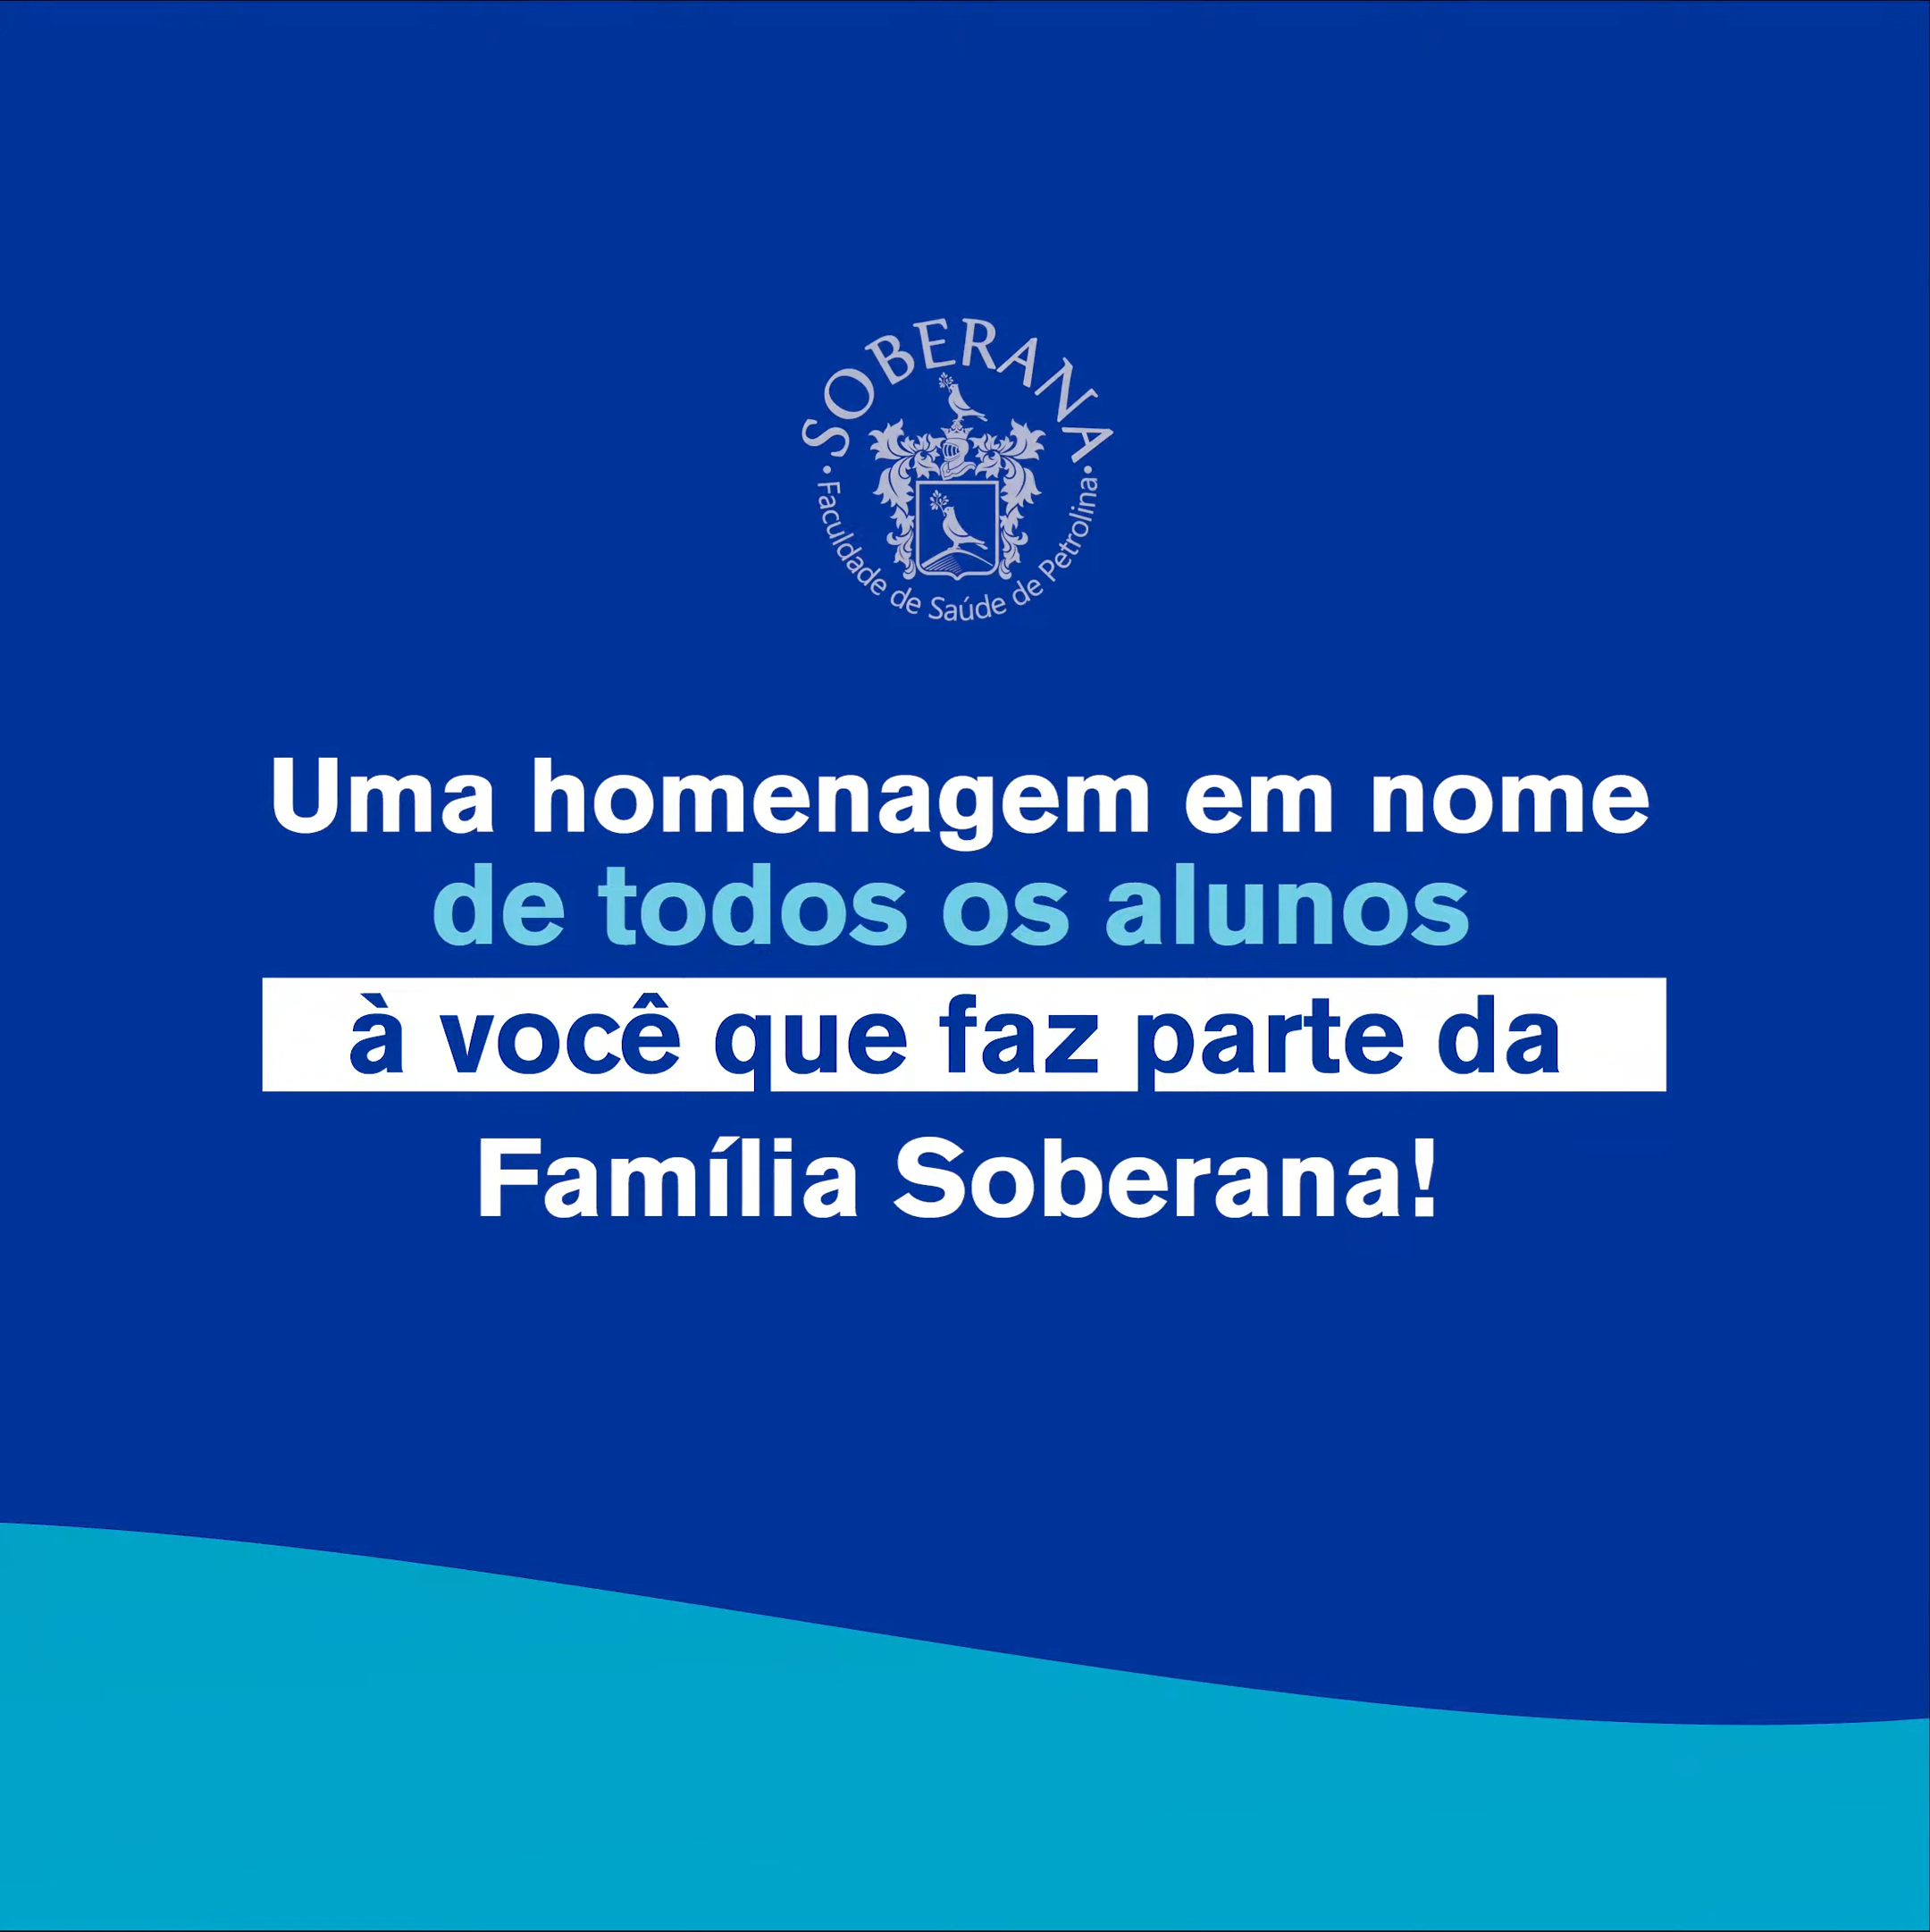 SOBERANA
Faculdade de Saúde de Petrolina
Uma homenagem em nome
de todos os alunos
à você que faz parte da
Família Soberana!